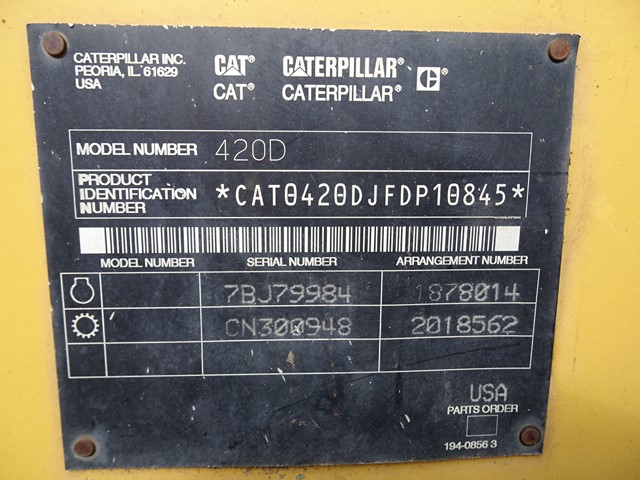 CATERPILLAR INC.
PEORIA, IL 61629
USA
CAT® CATERPILLAR® C®
CAT® CATERPILLAR®
MODEL NUMBER 420D
PRODUCT
IDENTIFICATION
NUMBER *CAT0420DJFDP10845*
MODEL NUMBER SERIAL NUMBER ARRANGEMENT NUMBER
7BJ79984 1878014
CN300948 2018562
USA
PARTS ORDER
194-0856 3